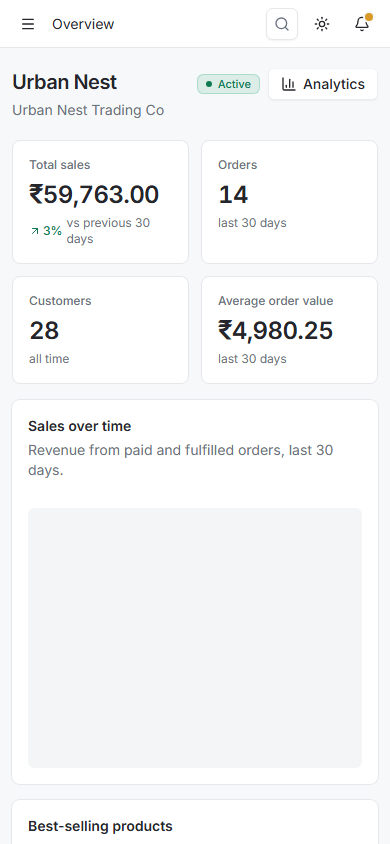 Overview
Urban Nest
Active
Analytics
Urban Nest Trading Co
Total sales
₹59,763.00
3% vs previous 30
days
Orders
14
last 30 days
Customers
28
all time
Average order value
₹4,980.25
last 30 days
Sales over time
Revenue from paid and fulfilled orders, last 30
days.
Best-selling products